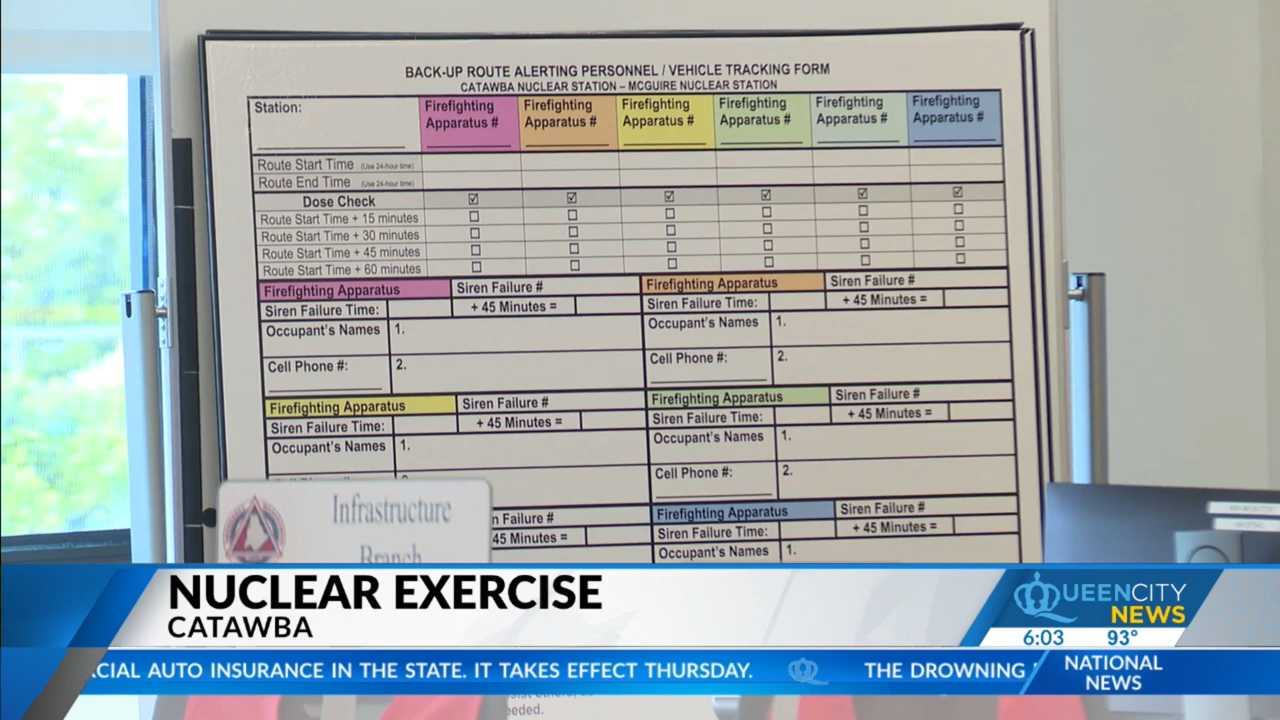 BACK-UP ROUTE ALERTING PERSONNEL / VEHICLE TRACKING FORM
CATAWBA NUCLEAR STATION – MCGUIRE NUCLEAR STATION
Station:
Firefighting Apparatus #
Firefighting Apparatus #
Firefighting Apparatus #
Firefighting Apparatus #
Firefighting Apparatus #
Firefighting Apparatus #
Route Start Time (Use 24-hour time)
Route End Time (Use 24-hour time)
Dose Check ☑ ☑ ☑ ☑ ☑ ☑
Route Start Time + 15 minutes ☐ ☐ ☐ ☐ ☐ ☐
Route Start Time + 30 minutes ☐ ☐ ☐ ☐ ☐ ☐
Route Start Time + 45 minutes ☐ ☐ ☐ ☐ ☐ ☐
Route Start Time + 60 minutes ☐ ☐ ☐ ☐ ☐ ☐
Firefighting Apparatus Siren Failure # Firefighting Apparatus Siren Failure #
Siren Failure Time: + 45 Minutes = Siren Failure Time: + 45 Minutes =
Occupant's Names 1. Occupant's Names 1.
Cell Phone #: 2. Cell Phone #: 2.
Firefighting Apparatus Siren Failure # Firefighting Apparatus Siren Failure #
Siren Failure Time: + 45 Minutes = Siren Failure Time: + 45 Minutes =
Occupant's Names 1. Occupant's Names 1.
Cell Phone #: 2.
n Failure # Firefighting Apparatus Siren Failure #
45 Minutes = Siren Failure Time: + 45 Minutes =
Occupant's Names 1.
Infrastructure
Branch
NUCLEAR EXERCISE
CATAWBA
QUEEN CITY
NEWS
6:03 93°
CIAL AUTO INSURANCE IN THE STATE. IT TAKES EFFECT THURSDAY. THE DROWNING
NATIONAL
NEWS
eded.